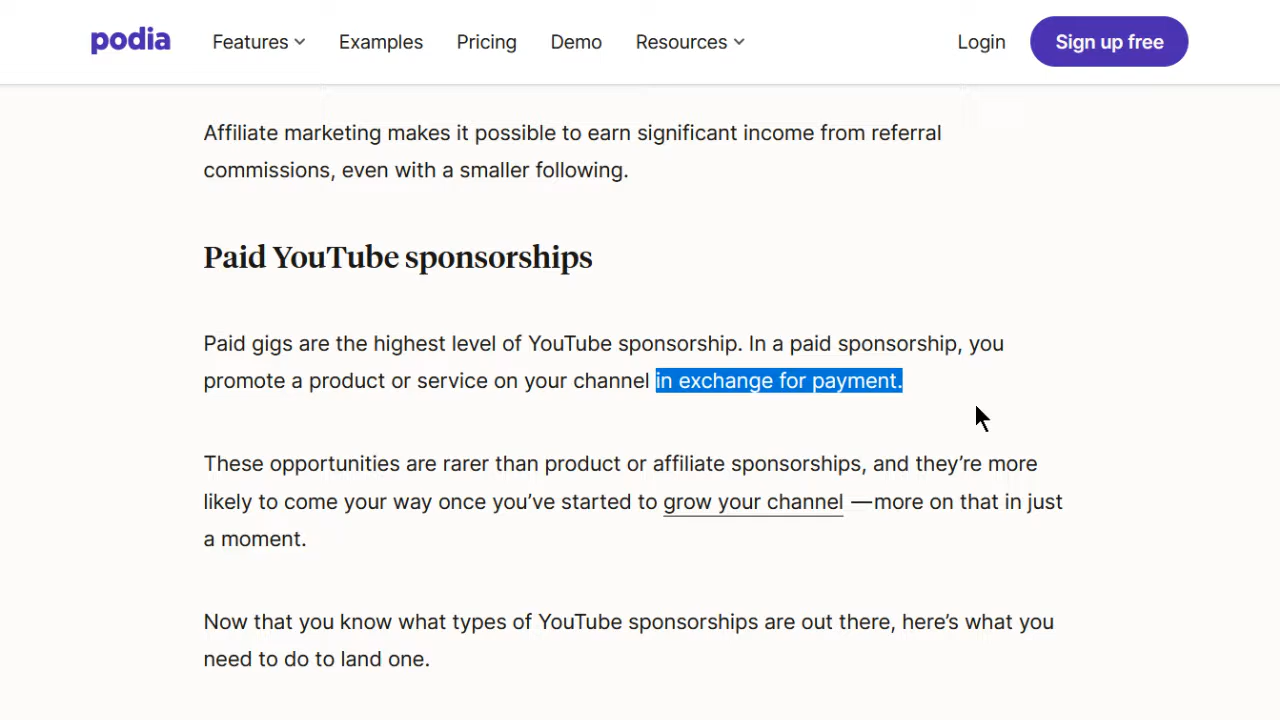 podia
Features
Examples
Pricing
Demo
Resources
Login
Sign up free
Affiliate marketing makes it possible to earn significant income from referral
commissions, even with a smaller following.
Paid YouTube sponsorships
Paid gigs are the highest level of YouTube sponsorship. In a paid sponsorship, you
promote a product or service on your channel in exchange for payment.
These opportunities are rarer than product or affiliate sponsorships, and they’re more
likely to come your way once you’ve started to grow your channel —more on that in just
a moment.
Now that you know what types of YouTube sponsorships are out there, here’s what you
need to do to land one.